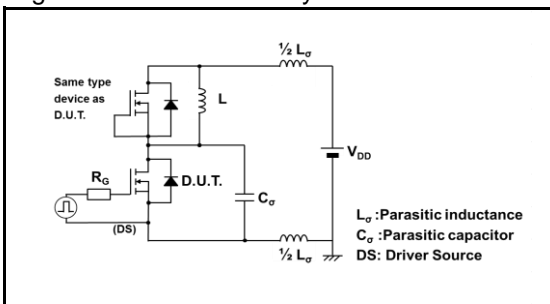 ½ Lσ
Same type
device as
D.U.T.
L
VDD
RG
D.U.T.
Cσ
(DS)
½ Lσ
Lσ :Parasitic inductance
Cσ :Parasitic capacitor
DS: Driver Source